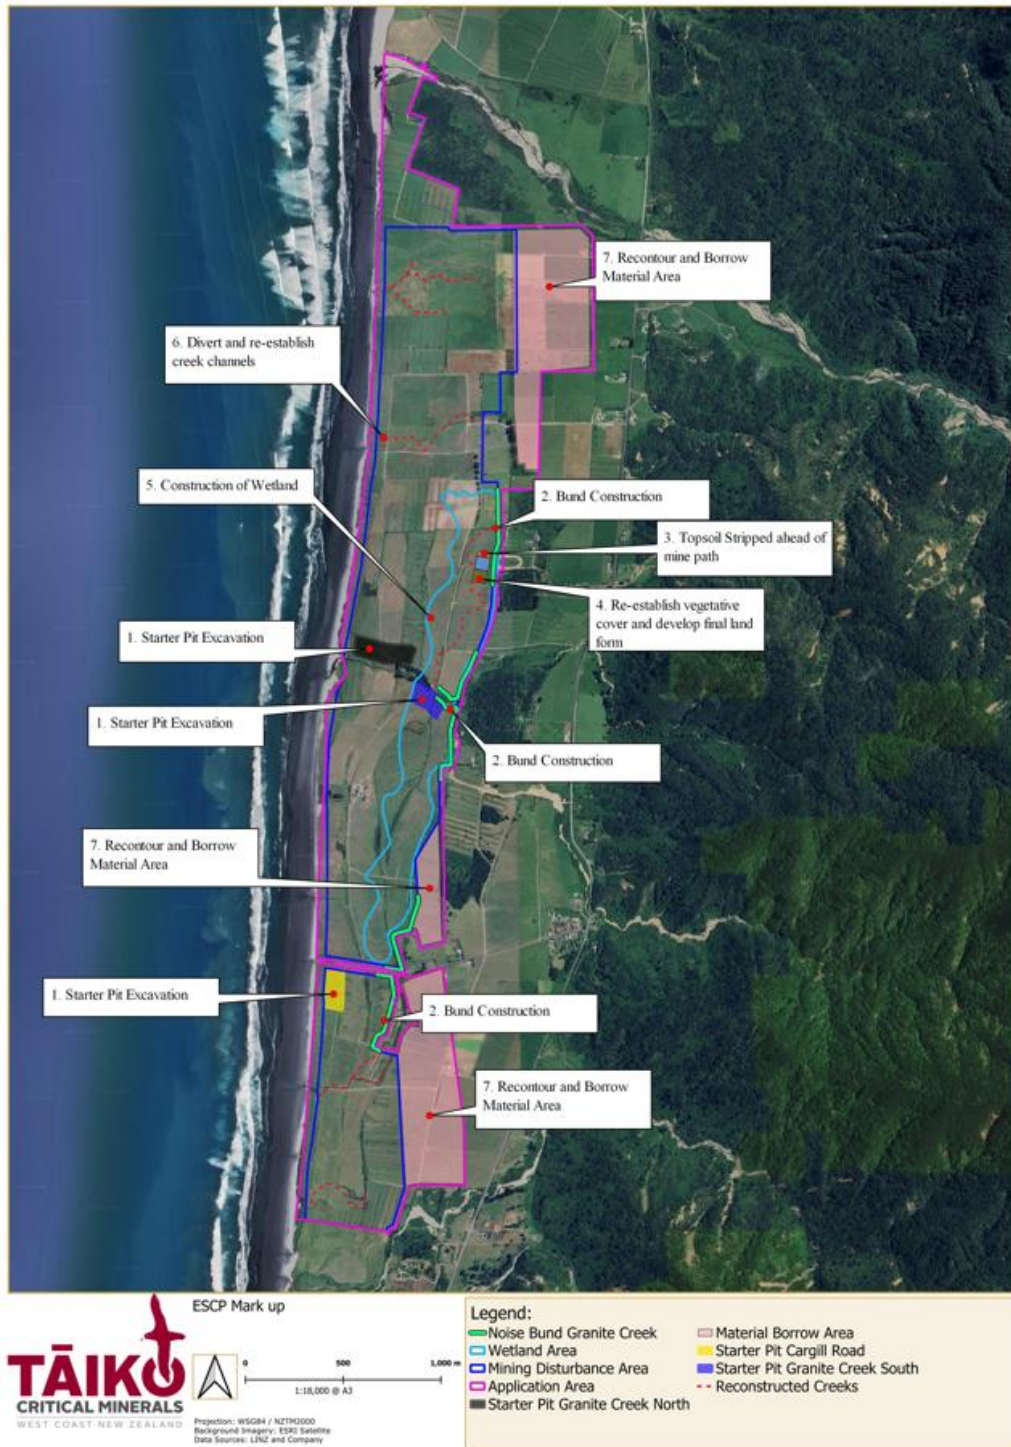 7. Recontour and Borrow
Material Area
6. Divert and re-establish
creek channels
5. Construction of Wetland
2. Bund Construction
3. Topsoil Stripped ahead of
mine path
4. Re-establish vegetative
cover and develop final land
form
1. Starter Pit Excavation
1. Starter Pit Excavation
2. Bund Construction
7. Recontour and Borrow
Material Area
1. Starter Pit Excavation
2. Bund Construction
7. Recontour and Borrow
Material Area
ESCP Mark up
TĀIKO
CRITICAL MINERALS
WEST COAST NEW ZEALAND
0 500 1,000 m
1:18,000 @ A3
Projection: WSG84 / NZTM2000
Background Imagery: ESRI Satellite
Data Sources: LINZ and Company
Legend:
Noise Bund Granite Creek
Wetland Area
Mining Disturbance Area
Application Area
Starter Pit Granite Creek North
Material Borrow Area
Starter Pit Cargill Road
Starter Pit Granite Creek South
Reconstructed Creeks